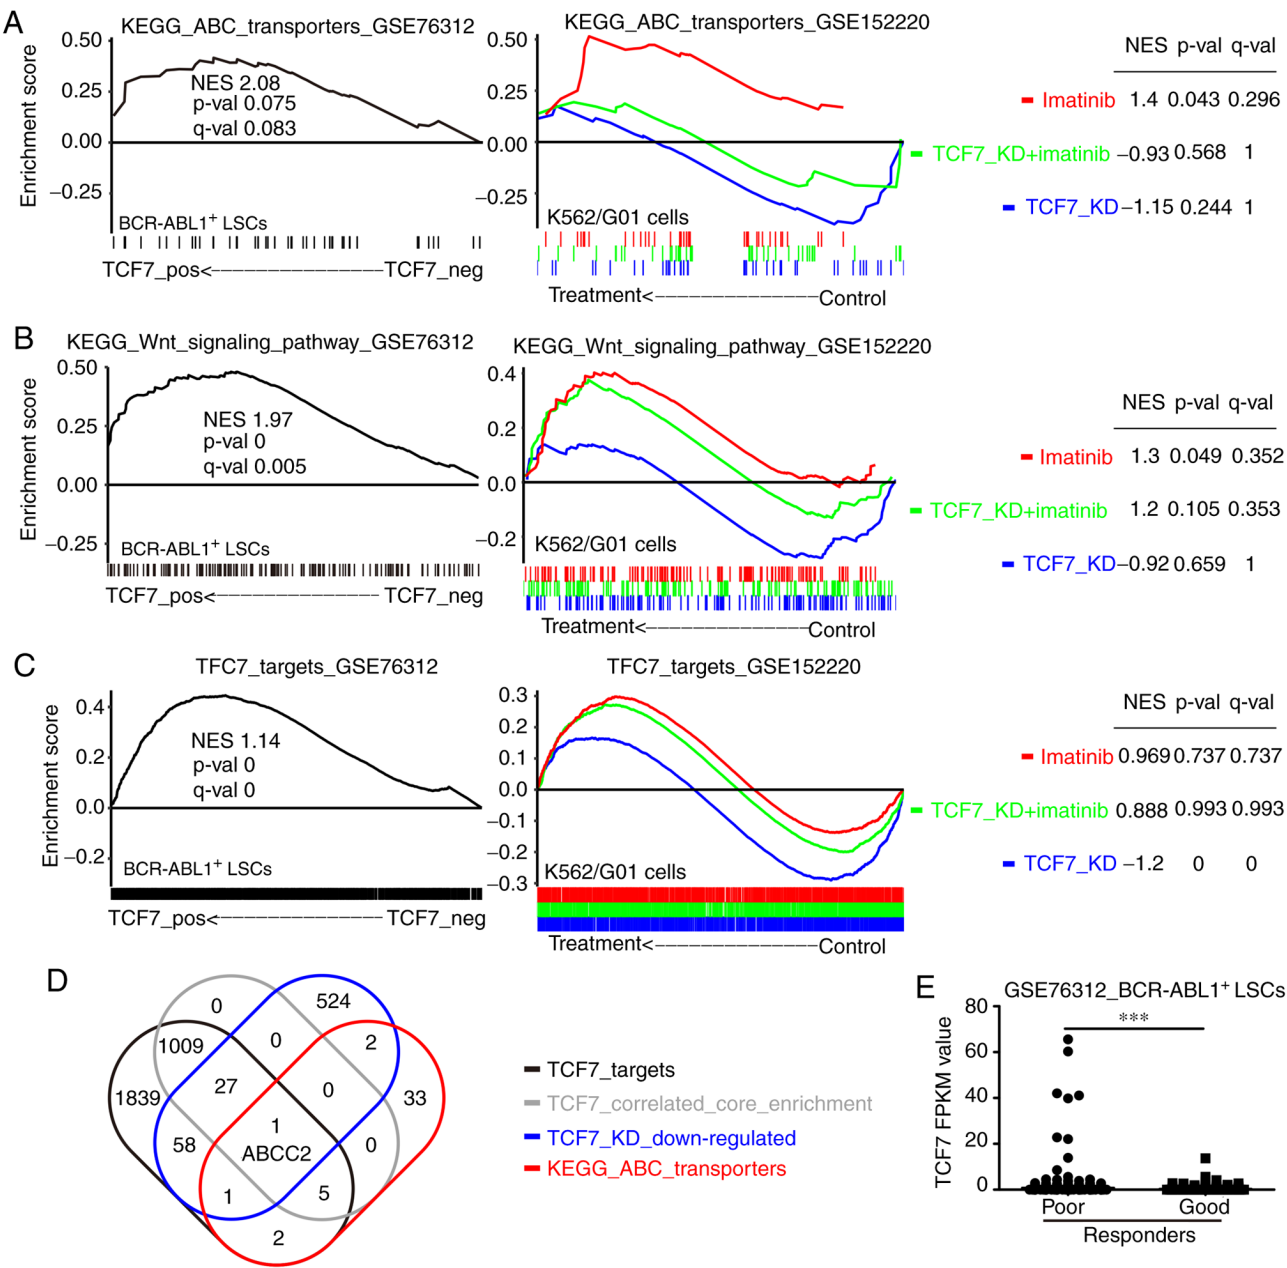 A
KEGG_ABC_transporters_GSE76312
Enrichment score
0.50
0.25
0.00
−0.25
NES 2.08
p-val 0.075
q-val 0.083
BCR-ABL1+ LSCs
TCF7_pos<−−−−−−−−−−−−−−TCF7_neg
KEGG_ABC_transporters_GSE152220
0.50
0.25
0.00
−0.25
K562/G01 cells
Treatment<−−−−−−−−−−−−−−Control
NES p-val q-val
Imatinib 1.4 0.043 0.296
TCF7_KD+imatinib −0.93 0.568 1
TCF7_KD −1.15 0.244 1
B
KEGG_Wnt_signaling_pathway_GSE76312
Enrichment score
0.50
0.25
0.00
−0.25
NES 1.97
p-val 0
q-val 0.005
BCR-ABL1+ LSCs
TCF7_pos<−−−−−−−−−−−−−−TCF7_neg
KEGG_Wnt_signaling_pathway_GSE152220
0.4
0.2
0.0
−0.2
K562/G01 cells
Treatment<−−−−−−−−−−−−−−Control
NES p-val q-val
Imatinib 1.3 0.049 0.352
TCF7_KD+imatinib 1.2 0.105 0.353
TCF7_KD −0.92 0.659 1
C
TFC7_targets_GSE76312
Enrichment score
0.4
0.2
0.0
−0.2
NES 1.14
p-val 0
q-val 0
BCR-ABL1+ LSCs
TCF7_pos<−−−−−−−−−−−−−−TCF7_neg
TFC7_targets_GSE152220
0.3
0.2
0.1
0.0
−0.1
−0.2
−0.3
K562/G01 cells
Treatment<−−−−−−−−−−−−−−Control
NES p-val q-val
Imatinib 0.969 0.737 0.737
TCF7_KD+imatinib 0.888 0.993 0.993
TCF7_KD −1.2 0 0
D
0
524
1009
0
2
1839
27
0
33
58
1
ABCC2
0
1
5
2
TCF7_targets
TCF7_correlated_core_enrichment
TCF7_KD_down-regulated
KEGG_ABC_transporters
E
GSE76312_BCR-ABL1+ LSCs
TCF7 FPKM value
80
60
40
20
0
***
Poor
Good
Responders